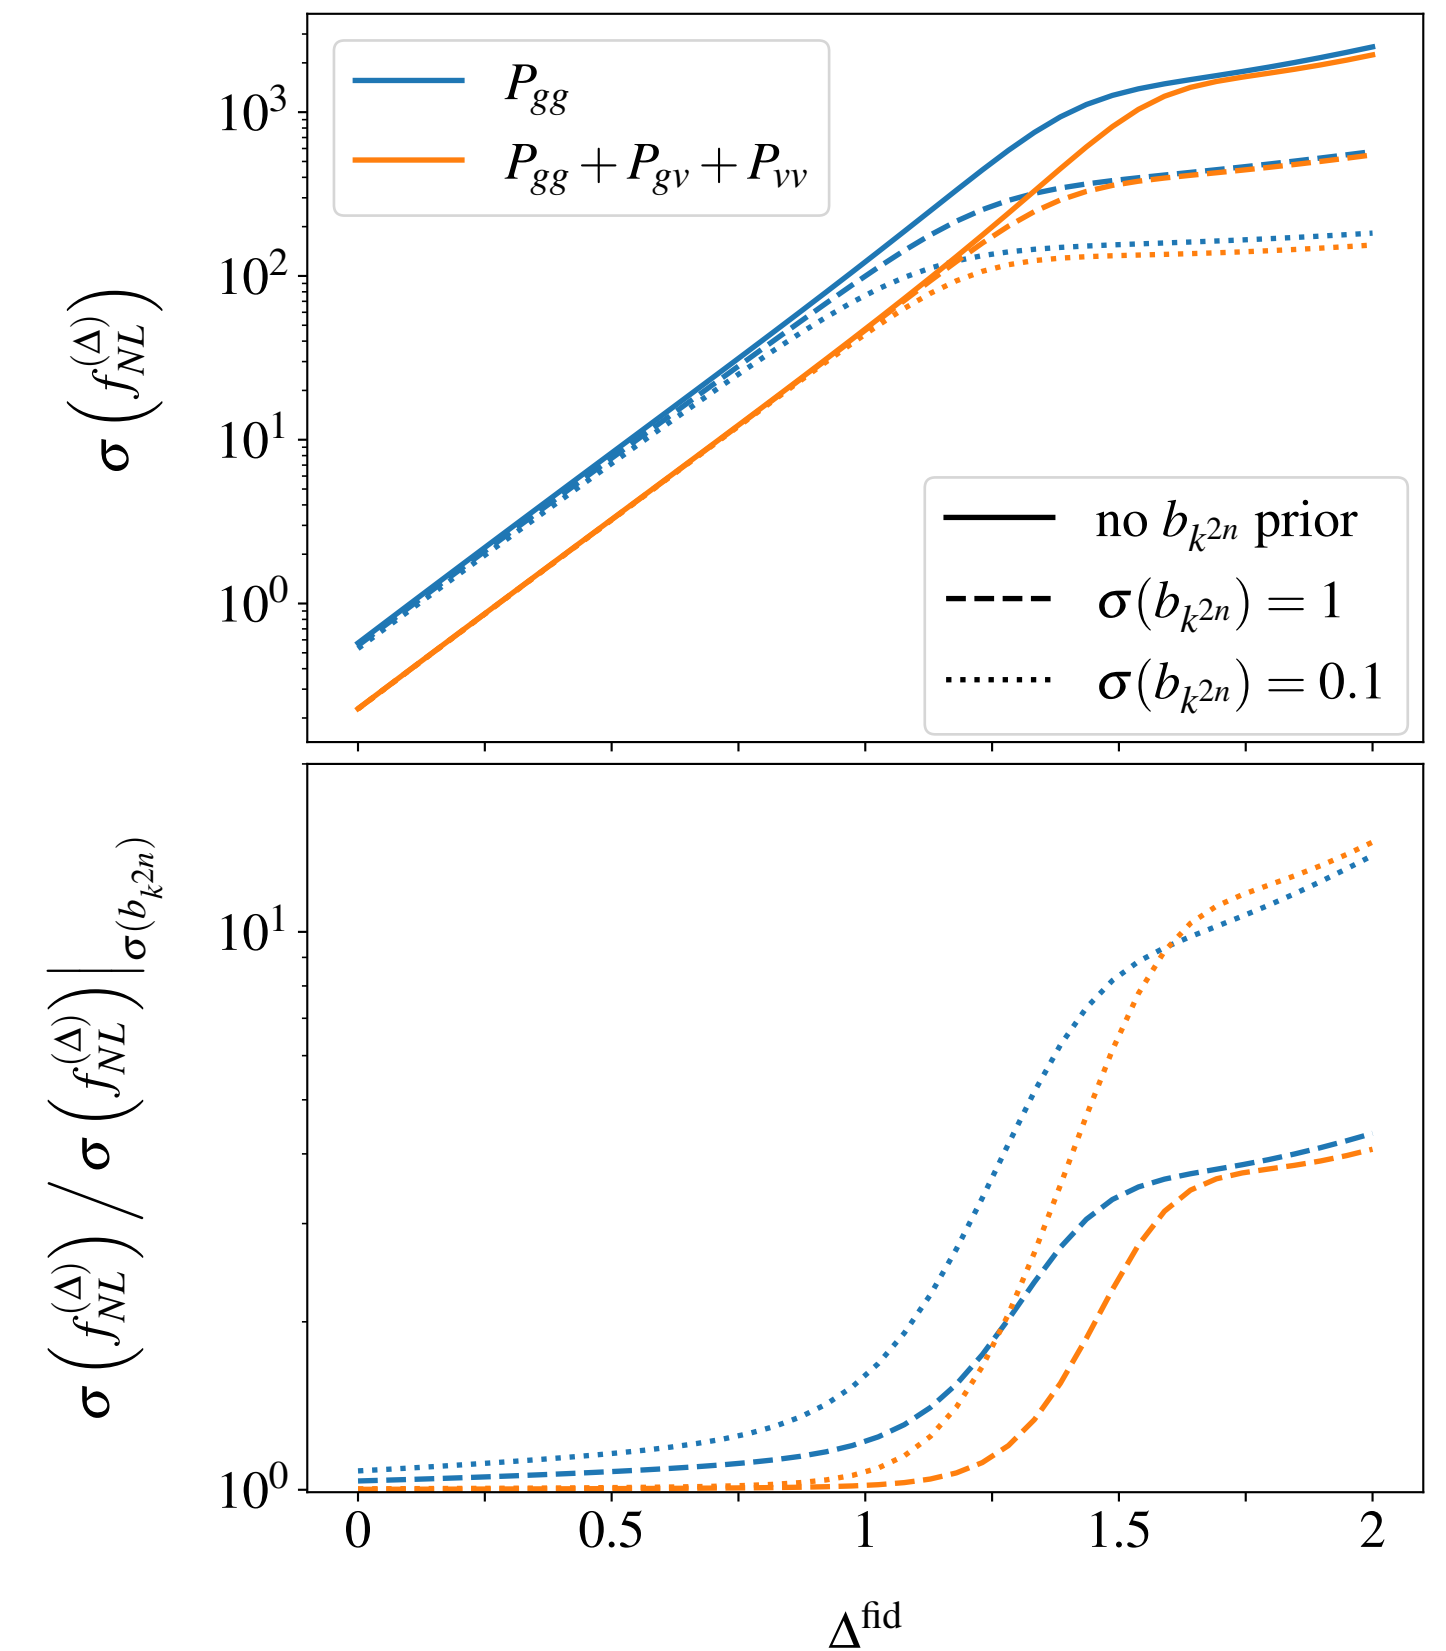 P_{gg}
P_{gg} + P_{gv} + P_{vv}
10^3
10^2
10^1
10^0
σ (f_{NL}^{(Δ)})
no b_{k^{2n}} prior
σ(b_{k^{2n}}) = 1
σ(b_{k^{2n}}) = 0.1
10^1
10^0
σ (f_{NL}^{(Δ)}) / σ (f_{NL}^{(Δ)})|_{σ(b_{k^{2n}})}
0 0.5 1 1.5 2
Δ^{fid}